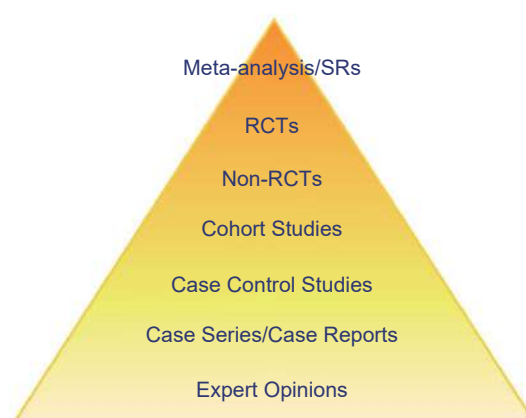 Meta-analysis/SRs
RCTs
Non-RCTs
Cohort Studies
Case Control Studies
Case Series/Case Reports
Expert Opinions